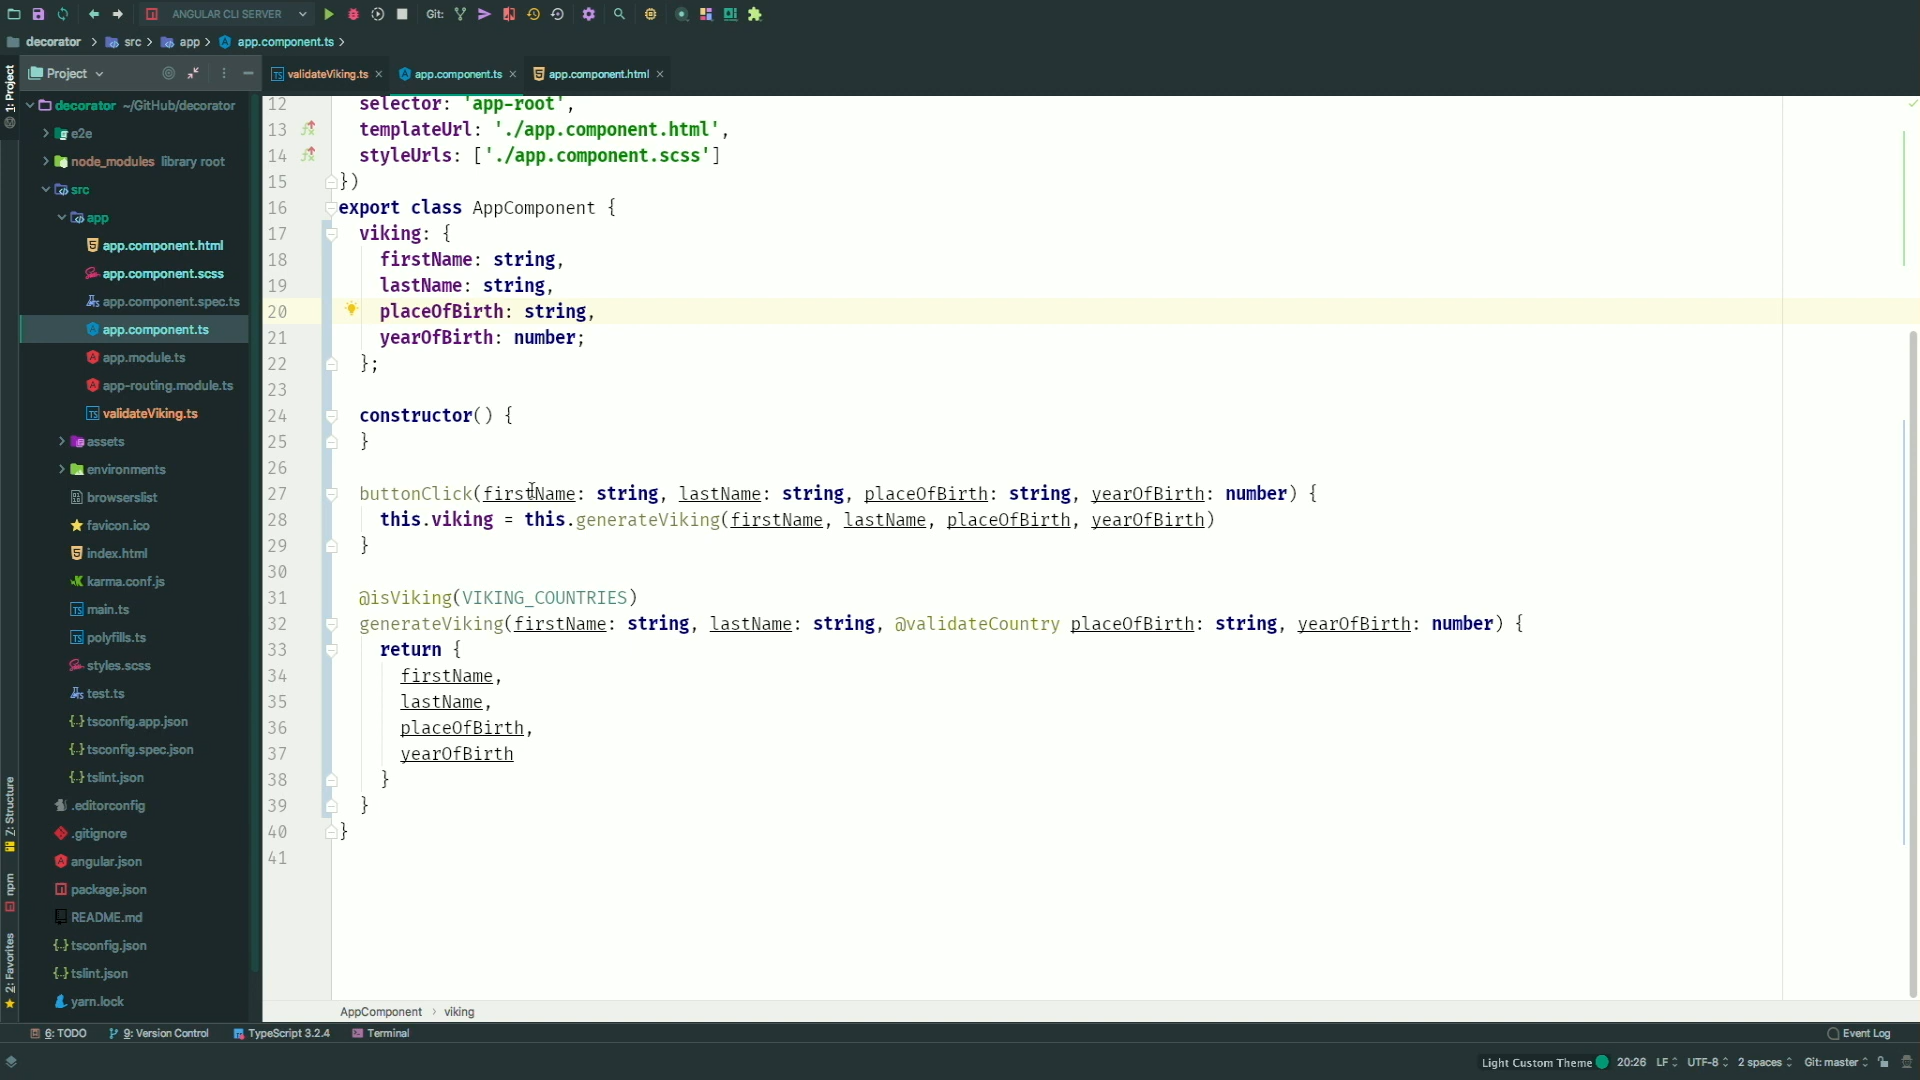 ANGULAR CLI SERVER Git:
decorator src app app.component.ts
1: Project
Project
validateViking.ts app.component.ts app.component.html
decorator ~/GitHub/decorator
e2e
node_modules library root
src
app
app.component.html
app.component.scss
app.component.spec.ts
app.component.ts
app.module.ts
app-routing.module.ts
validateViking.ts
assets
environments
browserslist
favicon.ico
index.html
karma.conf.js
main.ts
polyfills.ts
styles.scss
test.ts
tsconfig.app.json
tsconfig.spec.json
tslint.json
.editorconfig
.gitignore
angular.json
package.json
README.md
tsconfig.json
tslint.json
yarn.lock
Z: Structure
npm
2: Favorites
12 selector: 'app-root',
13 templateUrl: './app.component.html',
14 styleUrls: ['./app.component.scss']
15 })
16 export class AppComponent {
17 viking: {
18 firstName: string,
19 lastName: string,
20 placeOfBirth: string,
21 yearOfBirth: number;
22 };
23
24 constructor() {
25 }
26
27 buttonClick(firstName: string, lastName: string, placeOfBirth: string, yearOfBirth: number) {
28 this.viking = this.generateViking(firstName, lastName, placeOfBirth, yearOfBirth)
29 }
30
31 @isViking(VIKING_COUNTRIES)
32 generateViking(firstName: string, lastName: string, @validateCountry placeOfBirth: string, yearOfBirth: number) {
33 return {
34 firstName,
35 lastName,
36 placeOfBirth,
37 yearOfBirth
38 }
39 }
40 }
41
AppComponent › viking
6: TODO 9: Version Control TypeScript 3.2.4 Terminal Event Log
Light Custom Theme 20:26 LF UTF-8 2 spaces Git: master